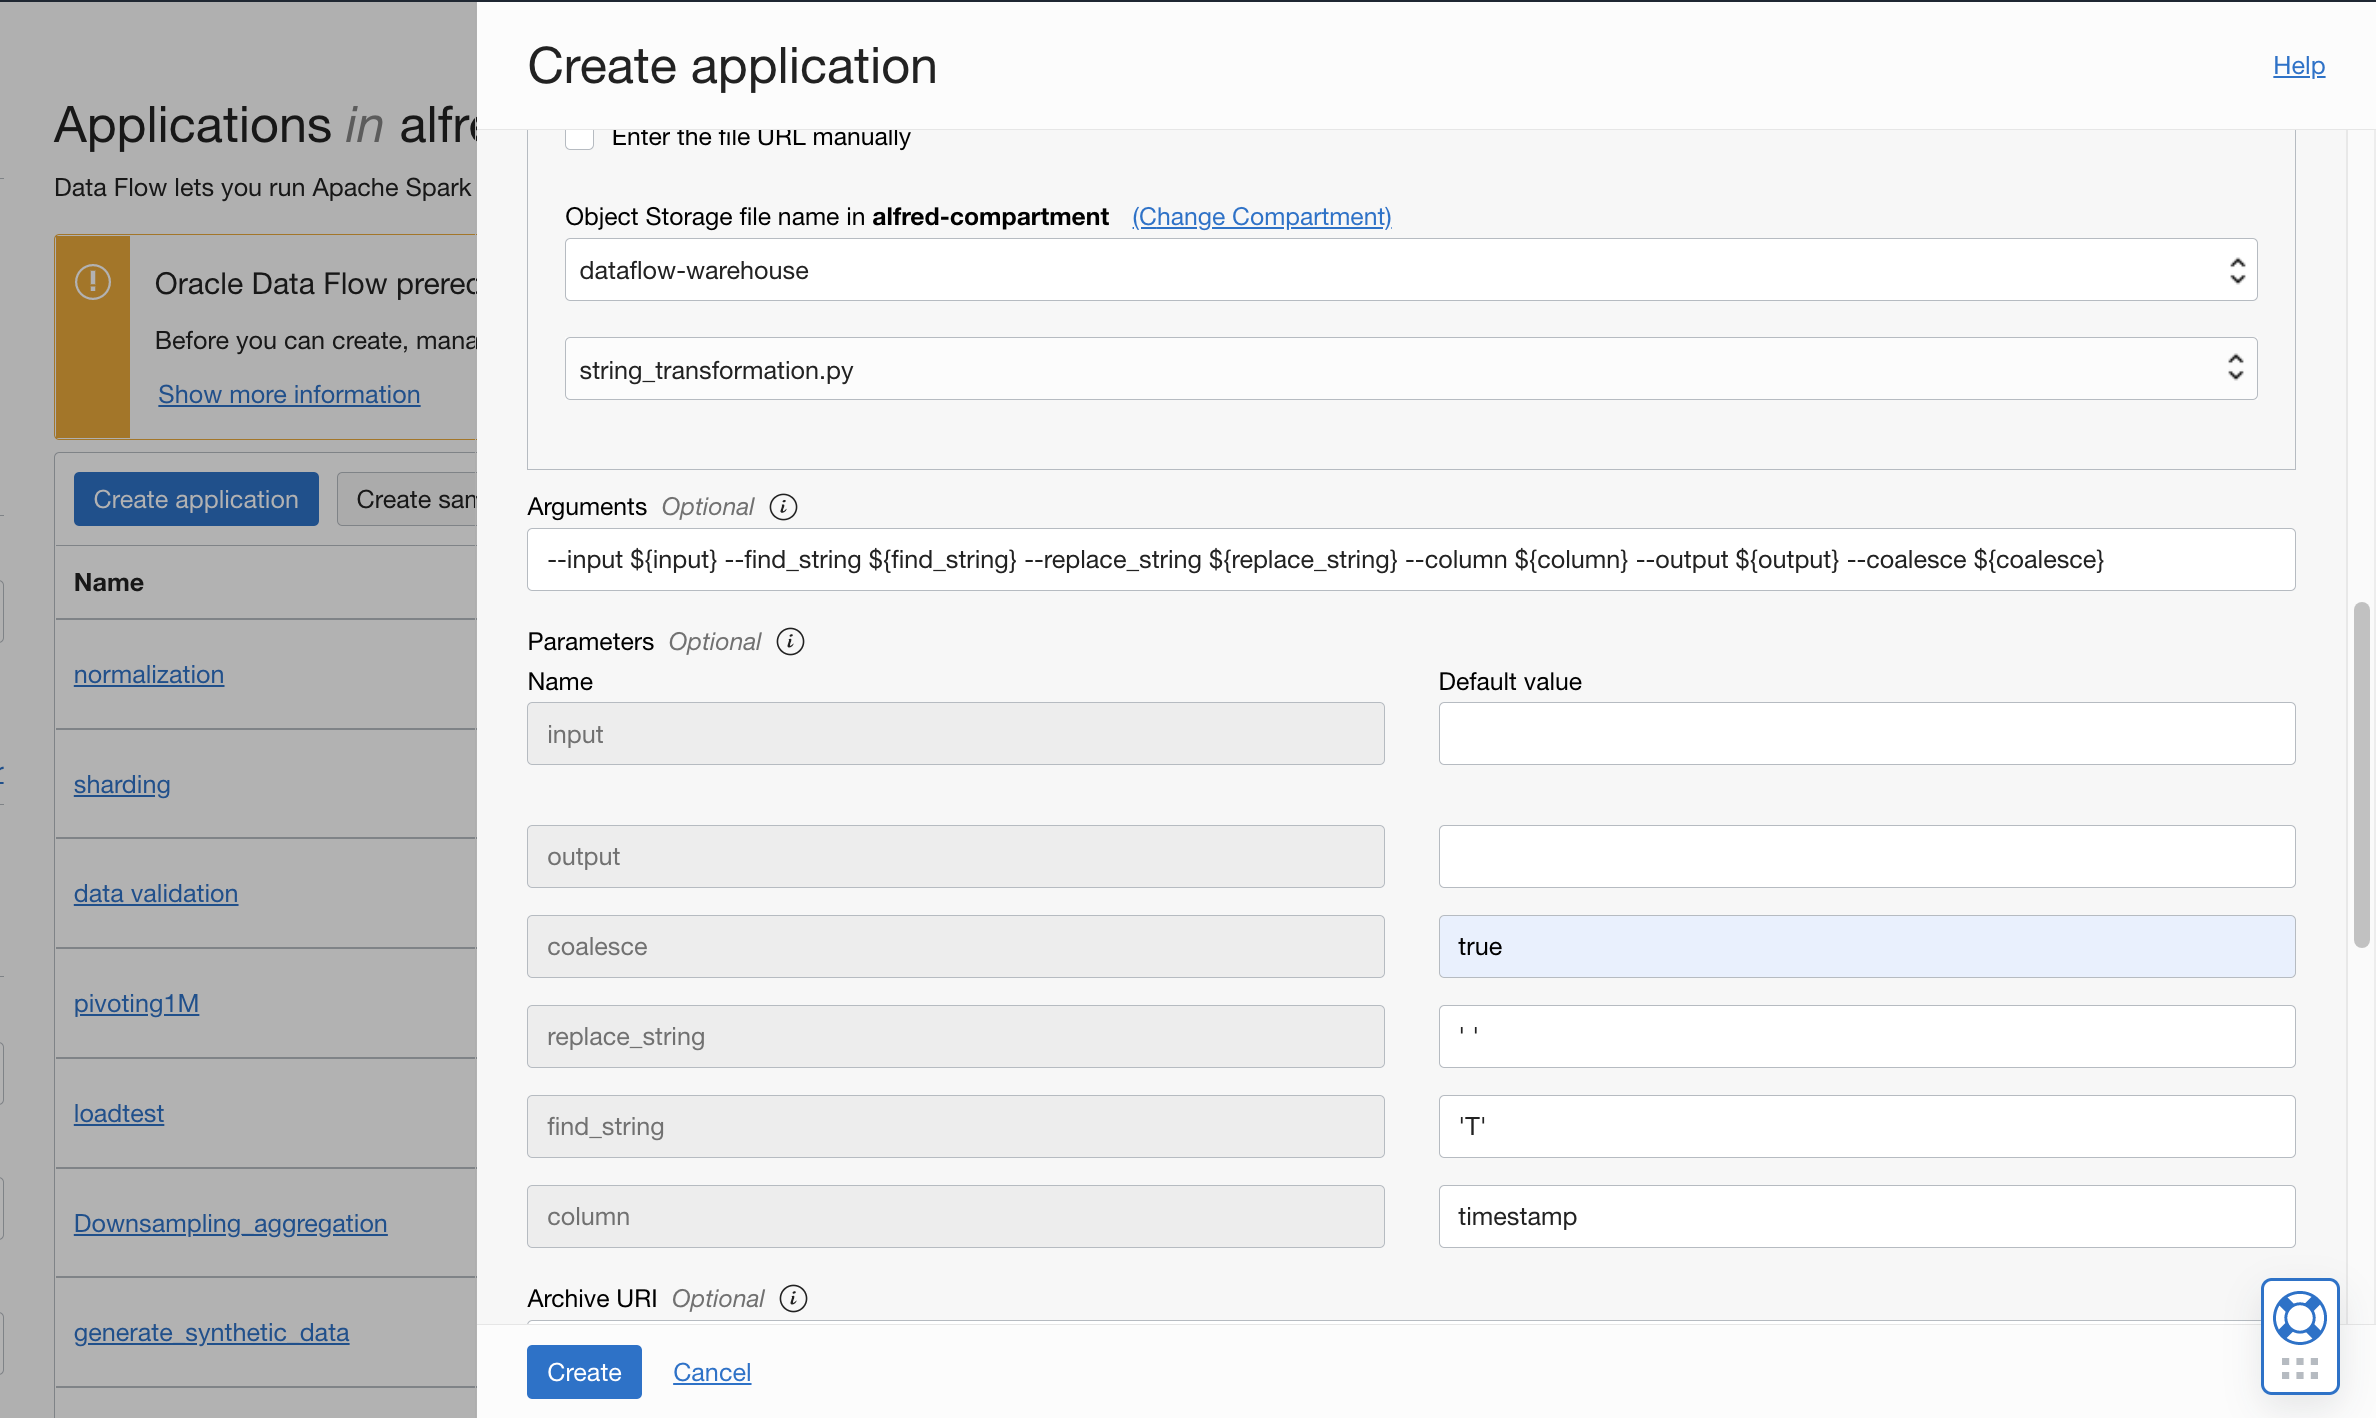 Applications in alfre
Data Flow lets you run Apache Spark
Oracle Data Flow prerec
Before you can create, mana
Show more information
Create application
Create sam
Name
normalization
sharding
data validation
pivoting1M
loadtest
Downsampling_aggregation
generate_synthetic_data
Create application
Help
Enter the file URL manually
Object Storage file name in alfred-compartment (Change Compartment)
dataflow-warehouse
string_transformation.py
Arguments Optional
--input ${input} --find_string ${find_string} --replace_string ${replace_string} --column ${column} --output ${output} --coalesce ${coalesce}
Parameters Optional
Name Default value
input
output
coalesce true
replace_string ' '
find_string 'T'
column timestamp
Archive URI Optional
Create Cancel